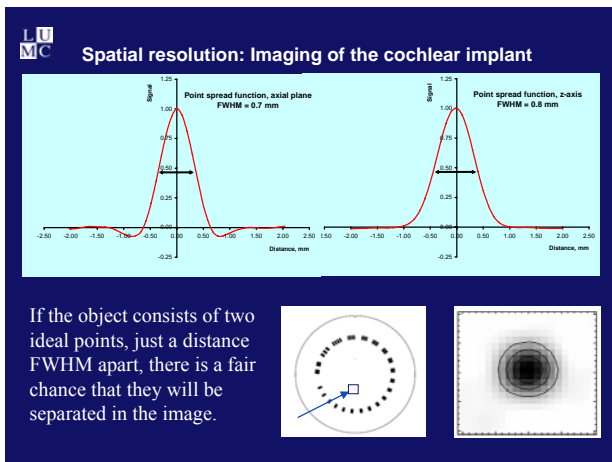 LU
MC
Spatial resolution: Imaging of the cochlear implant
Point spread function, axial plane
FWHM = 0.7 mm
Signal
1.25
1.00
0.75
0.50
0.25
0.00
-0.25
-2.50 -2.00 -1.50 -1.00 -0.50 0.00 0.50 1.00 1.50 2.00 2.50
Distance, mm
Point spread function, z-axis
FWHM = 0.8 mm
Signal
1.25
1.00
0.75
0.50
0.25
0.00
-0.25
-2.50 -2.00 -1.50 -1.00 -0.50 0.00 0.50 1.00 1.50 2.00 2.50
Distance, mm
If the object consists of two
ideal points, just a distance
FWHM apart, there is a fair
chance that they will be
separated in the image.